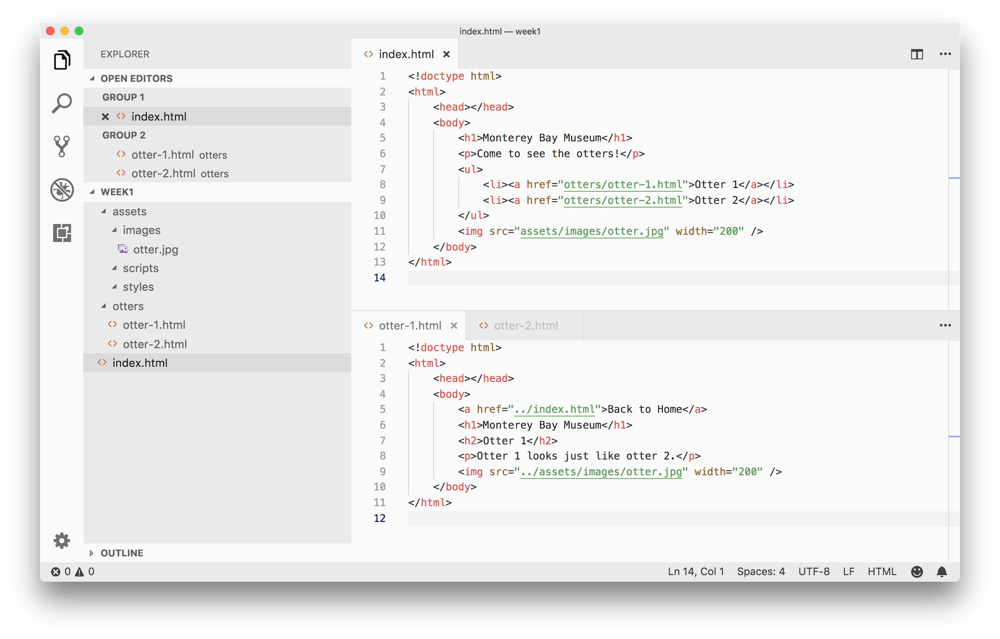 index.html — week1
EXPLORER
OPEN EDITORS
GROUP 1
index.html
GROUP 2
otter-1.html otters
otter-2.html otters
WEEK1
assets
images
otter.jpg
scripts
styles
otters
otter-1.html
otter-2.html
index.html
OUTLINE
index.html
1 <!doctype html>
2 <html>
3     <head></head>
4     <body>
5         <h1>Monterey Bay Museum</h1>
6         <p>Come to see the otters!</p>
7         <ul>
8             <li><a href="otters/otter-1.html">Otter 1</a></li>
9             <li><a href="otters/otter-2.html">Otter 2</a></li>
10         </ul>
11         <img src="assets/images/otter.jpg" width="200" />
12     </body>
13 </html>
14
otter-1.html otter-2.html
1 <!doctype html>
2 <html>
3     <head></head>
4     <body>
5         <a href="../index.html">Back to Home</a>
6         <h1>Monterey Bay Museum</h1>
7         <h2>Otter 1</h2>
8         <p>Otter 1 looks just like otter 2.</p>
9         <img src="../assets/images/otter.jpg" width="200" />
10     </body>
11 </html>
12
0 0 Ln 14, Col 1 Spaces: 4 UTF-8 LF HTML